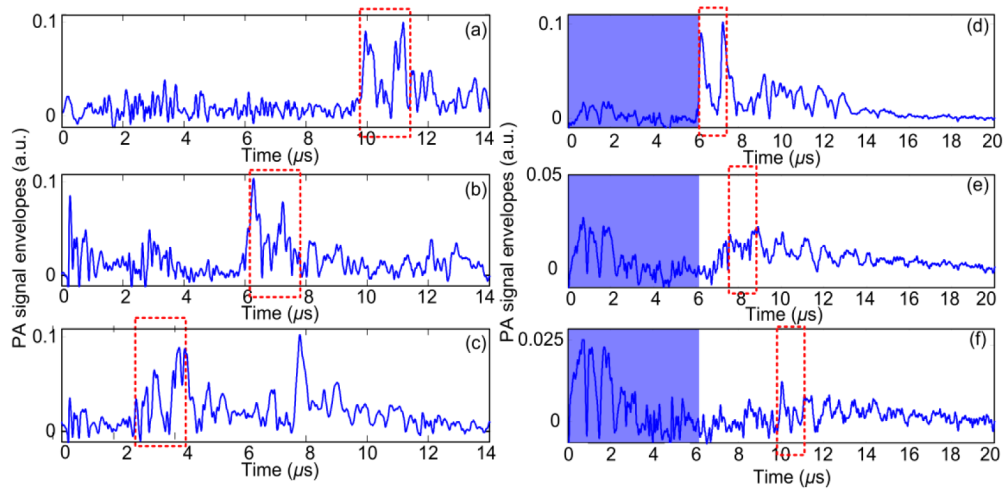 0.1
(a)
0
0 2 4 6 8 10 12 14
Time (µs)
0.1
(b)
0
0 2 4 6 8 10 12 14
Time (µs)
0.1
(c)
0
0 2 4 6 8 10 12 14
Time (µs)
PA signal envelopes (a.u.)
0.1
(d)
0
0 2 4 6 8 10 12 14 16 18 20
Time (µs)
0.05
(e)
0
0 2 4 6 8 10 12 14 16 18 20
Time (µs)
0.025
(f)
0
0 2 4 6 8 10 12 14 16 18 20
Time (µs)
PA signal envelopes (a.u.)